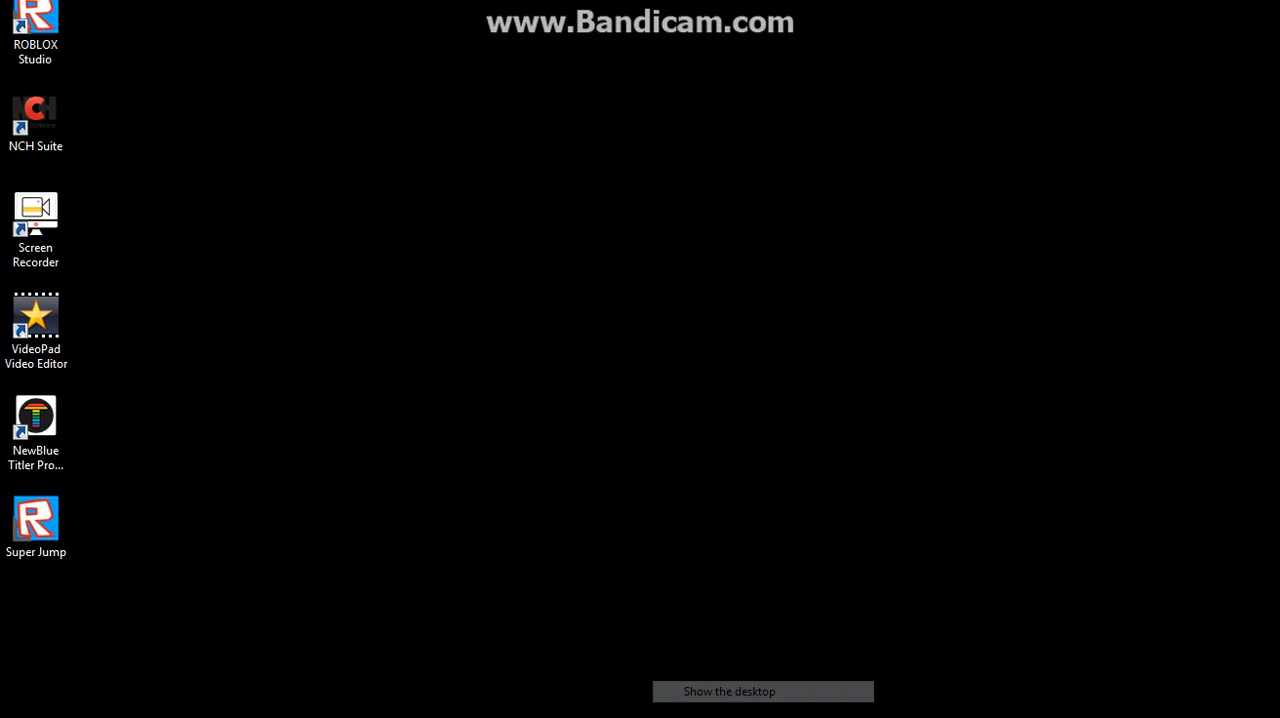 www.Bandicam.com
ROBLOX
Studio
NCH
NCH Suite
Screen
Recorder
VideoPad
Video Editor
NewBlue
Titler Pro...
Super Jump
Show the desktop